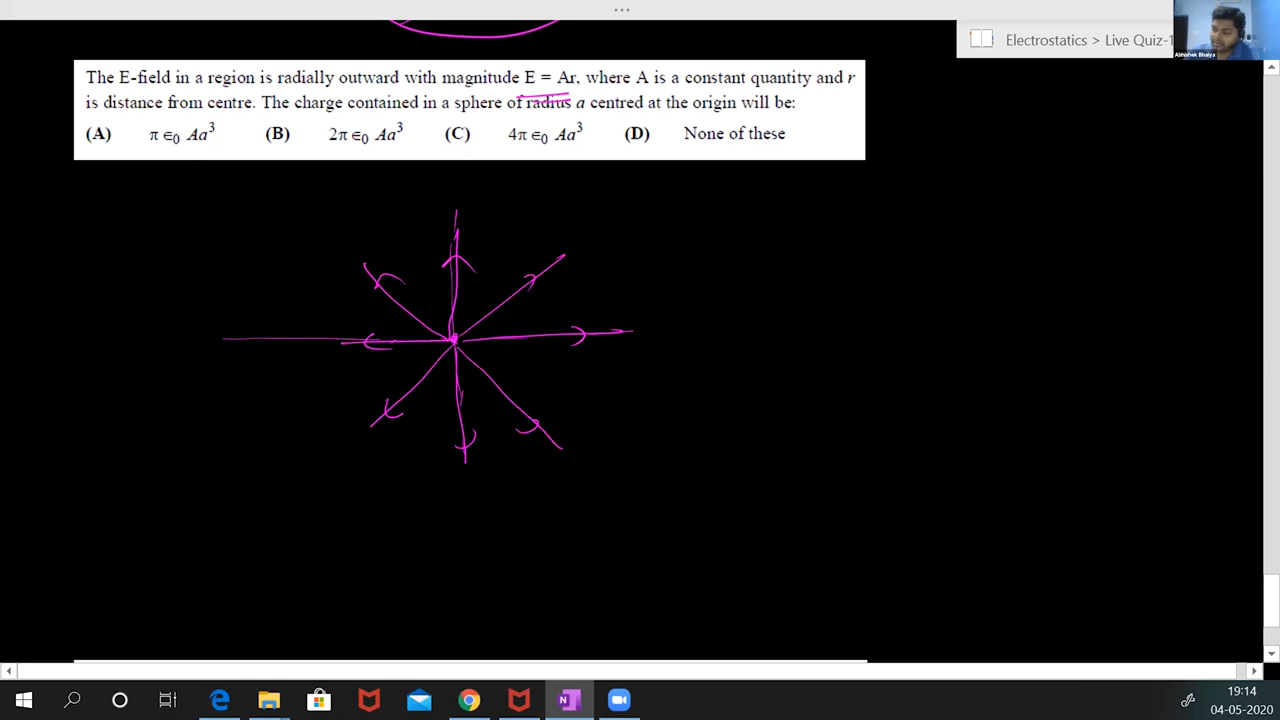 Electrostatics > Live Quiz-1
Abhishek Bhaiya
The E-field in a region is radially outward with magnitude E = Ar, where A is a constant quantity and r
is distance from centre. The charge contained in a sphere of radius a centred at the origin will be:
(A) π ∈₀ Aa³ (B) 2π ∈₀ Aa³ (C) 4π ∈₀ Aa³ (D) None of these
19:14
04-05-2020